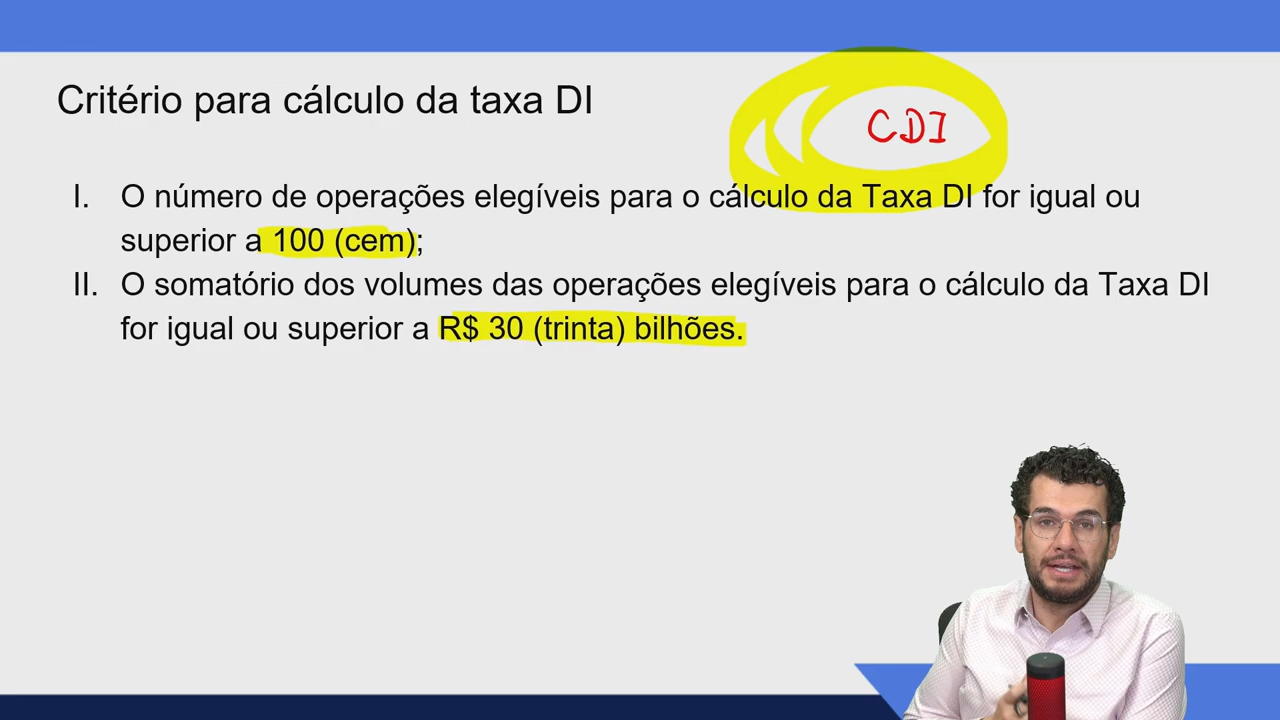 Critério para cálculo da taxa DI
CDI
I. O número de operações elegíveis para o cálculo da Taxa DI for igual ou
superior a 100 (cem);
II. O somatório dos volumes das operações elegíveis para o cálculo da Taxa DI
for igual ou superior a R$ 30 (trinta) bilhões.